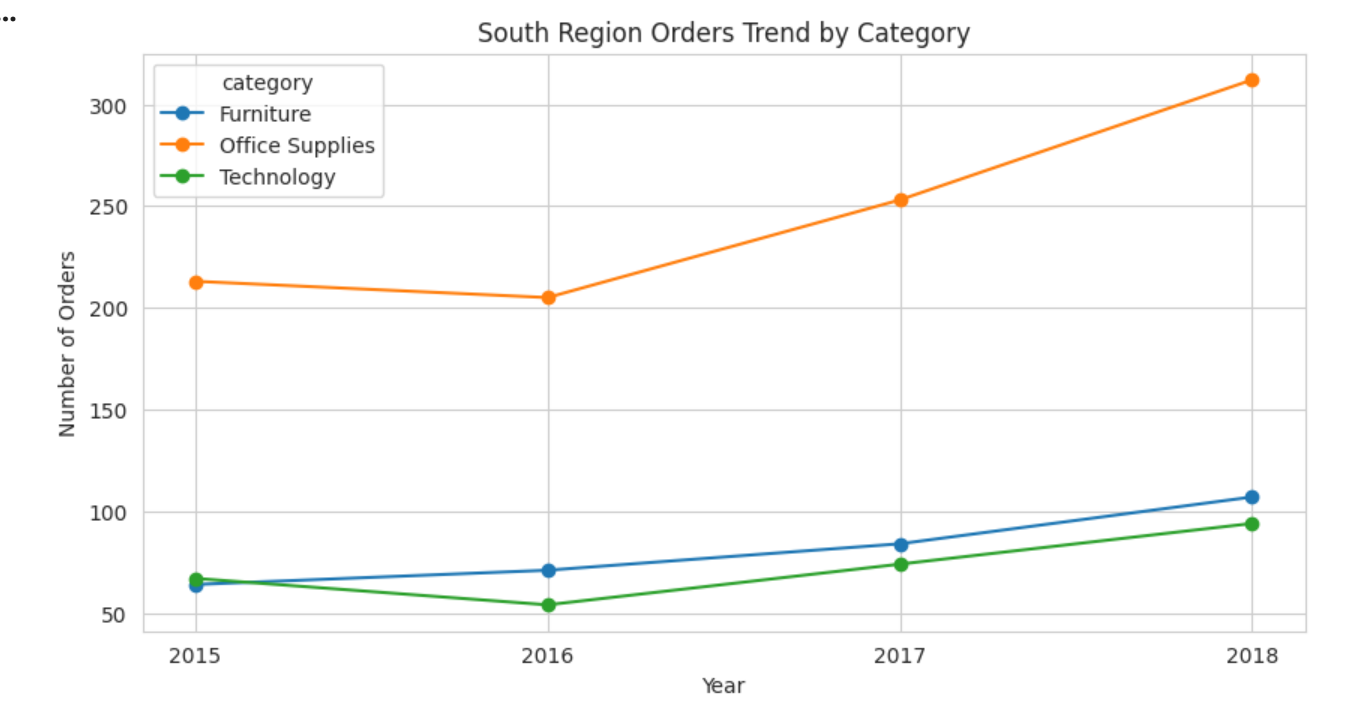 ...
South Region Orders Trend by Category
category
Furniture
Office Supplies
Technology
Number of Orders
300
250
200
150
100
50
2015 2016 2017 2018
Year